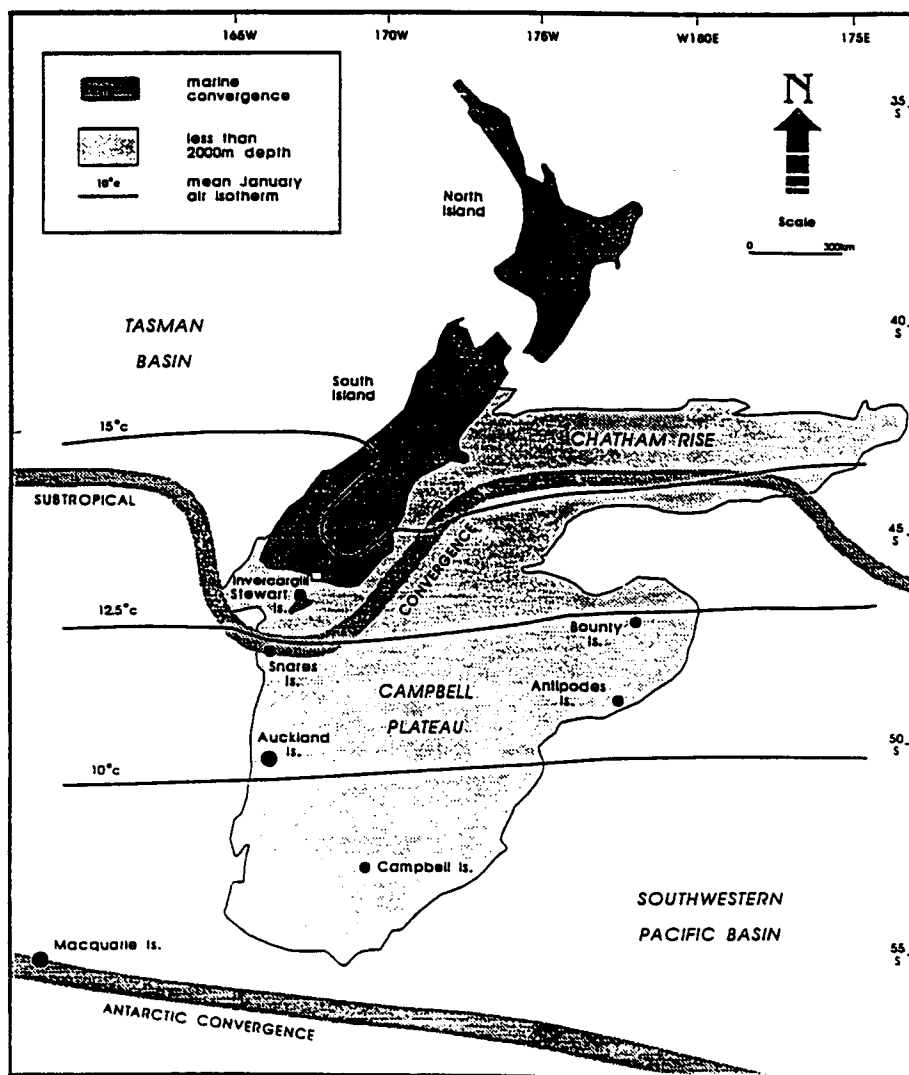 165W 170W 175W W180E 175E
marine
convergence
less than
2000m depth
mean January
air isotherm
N
Scale
0 300km
35
S
North
Island
TASMAN
BASIN
40
S
South
Island
15°c
CHATHAM RISE
SUBTROPICAL
CONVERGENCE
45
S
Invercargill
Stewart
Is.
12.5°c
Bounty
Is.
Snares
Is.
CAMPBELL
PLATEAU
Antipodes
Is.
Auckland
Is.
50
S
10°c
Campbell Is.
SOUTHWESTERN
PACIFIC BASIN
Macquarie Is.
55
S
ANTARCTIC CONVERGENCE